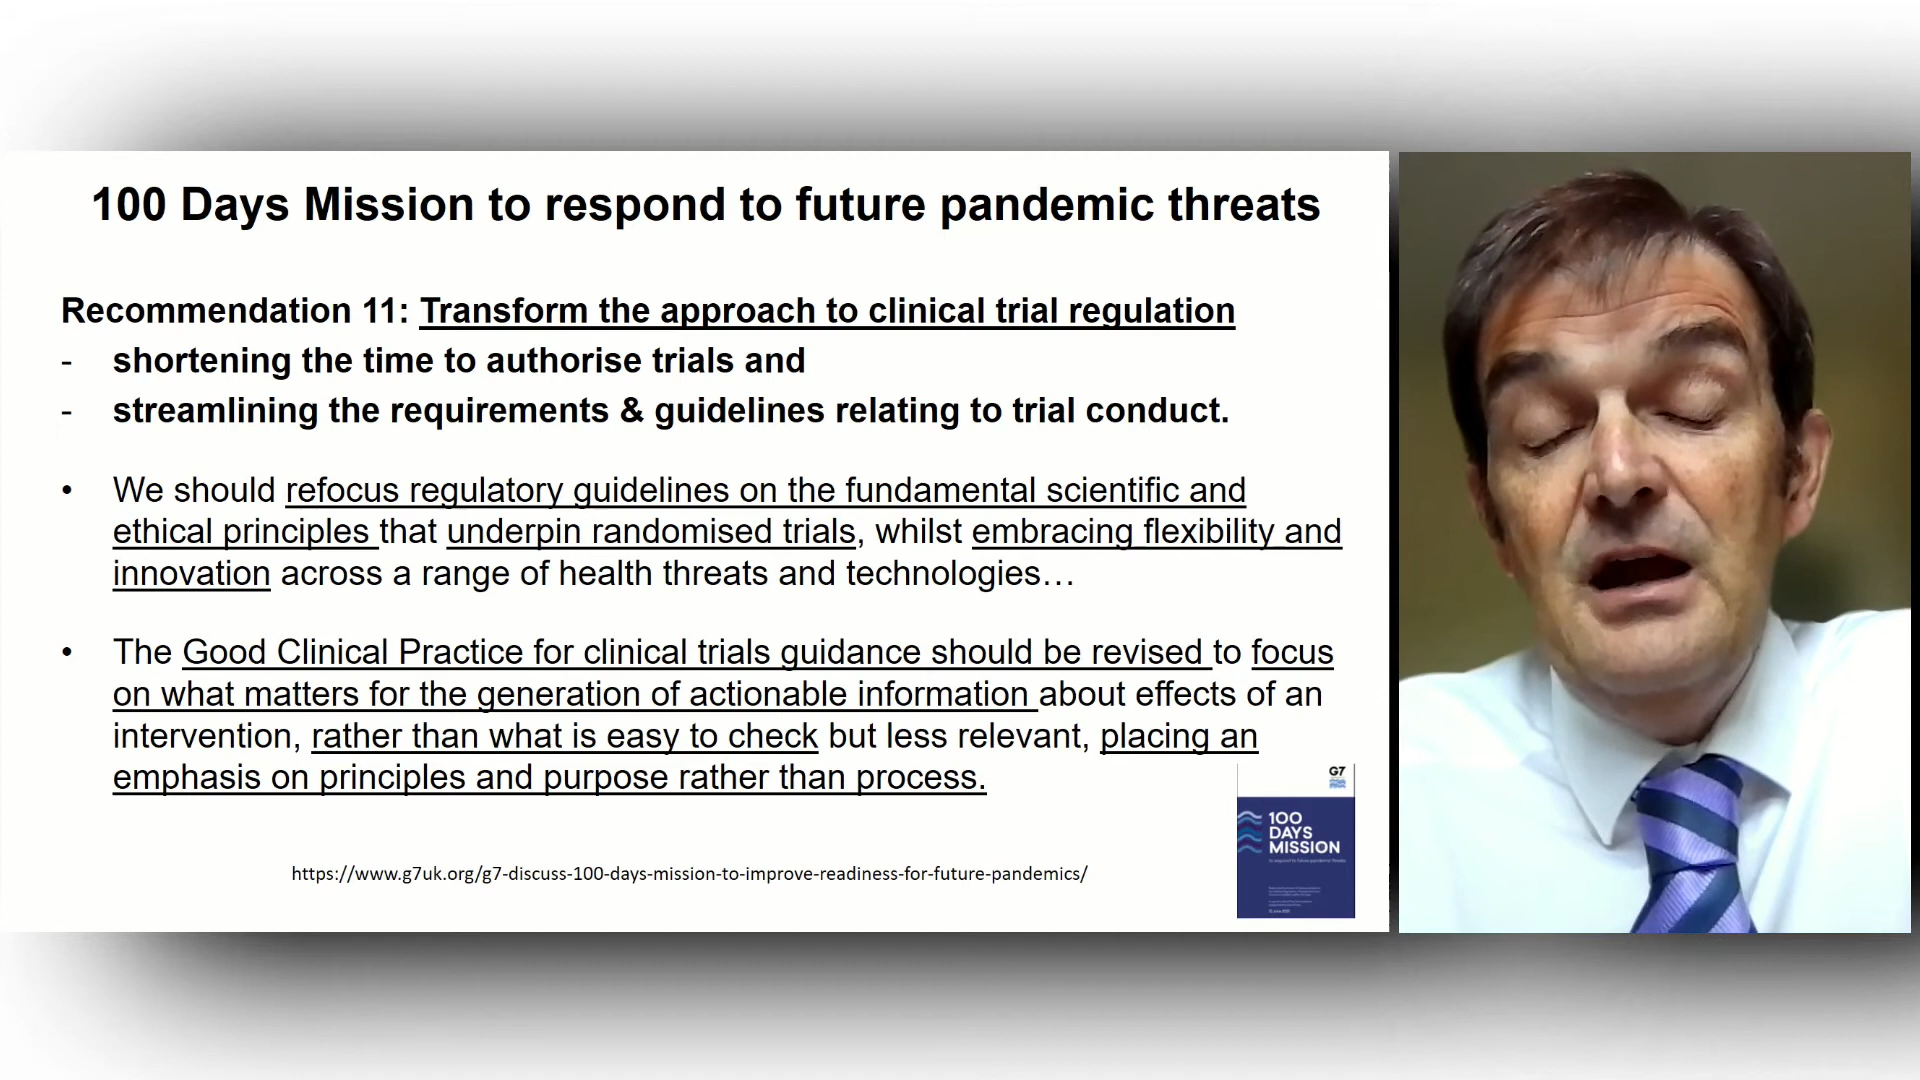 100 Days Mission to respond to future pandemic threats
Recommendation 11: Transform the approach to clinical trial regulation
- shortening the time to authorise trials and
- streamlining the requirements & guidelines relating to trial conduct.
• We should refocus regulatory guidelines on the fundamental scientific and
ethical principles that underpin randomised trials, whilst embracing flexibility and
innovation across a range of health threats and technologies…
• The Good Clinical Practice for clinical trials guidance should be revised to focus
on what matters for the generation of actionable information about effects of an
intervention, rather than what is easy to check but less relevant, placing an
emphasis on principles and purpose rather than process.
G7
100
DAYS
MISSION
to respond to future pandemic threats
https://www.g7uk.org/g7-discuss-100-days-mission-to-improve-readiness-for-future-pandemics/